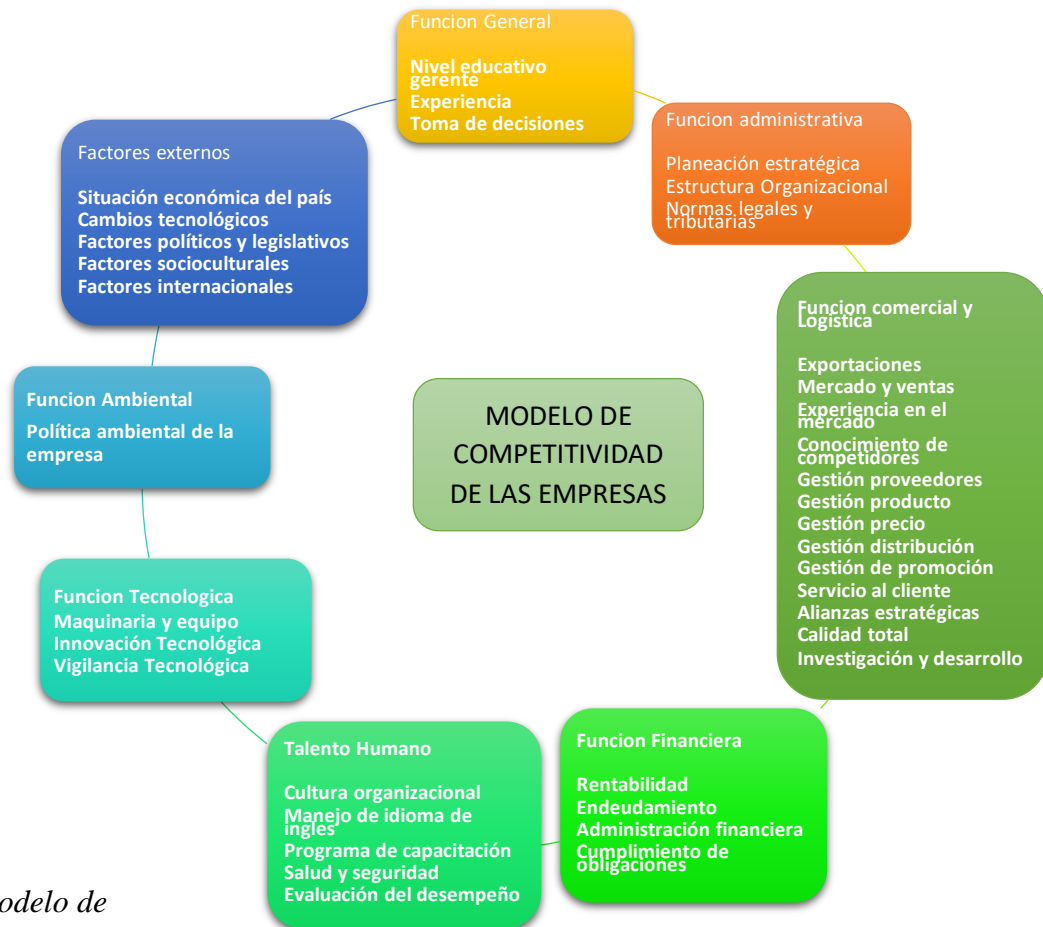 Funcion General
Nivel educativo
gerente
Experiencia
Toma de decisiones
Funcion administrativa
Planeación estratégica
Estructura Organizacional
Normas legales y
tributarias
Funcion comercial y
Logística
Exportaciones
Mercado y ventas
Experiencia en el
mercado
Conocimiento de
competidores
Gestión proveedores
Gestión producto
Gestión precio
Gestión distribución
Gestión de promoción
Servicio al cliente
Alianzas estratégicas
Calidad total
Investigación y desarrollo
Funcion Financiera
Rentabilidad
Endeudamiento
Administración financiera
Cumplimiento de
obligaciones
Talento Humano
Cultura organizacional
Manejo de idioma de
ingles
Programa de capacitación
Salud y seguridad
Evaluación del desempeño
Funcion Tecnologica
Maquinaria y equipo
Innovación Tecnológica
Vigilancia Tecnológica
Funcion Ambiental
Política ambiental de la
empresa
Factores externos
Situación económica del país
Cambios tecnológicos
Factores políticos y legislativos
Factores socioculturales
Factores internacionales
MODELO DE
COMPETITIVIDAD
DE LAS EMPRESAS
odelo de